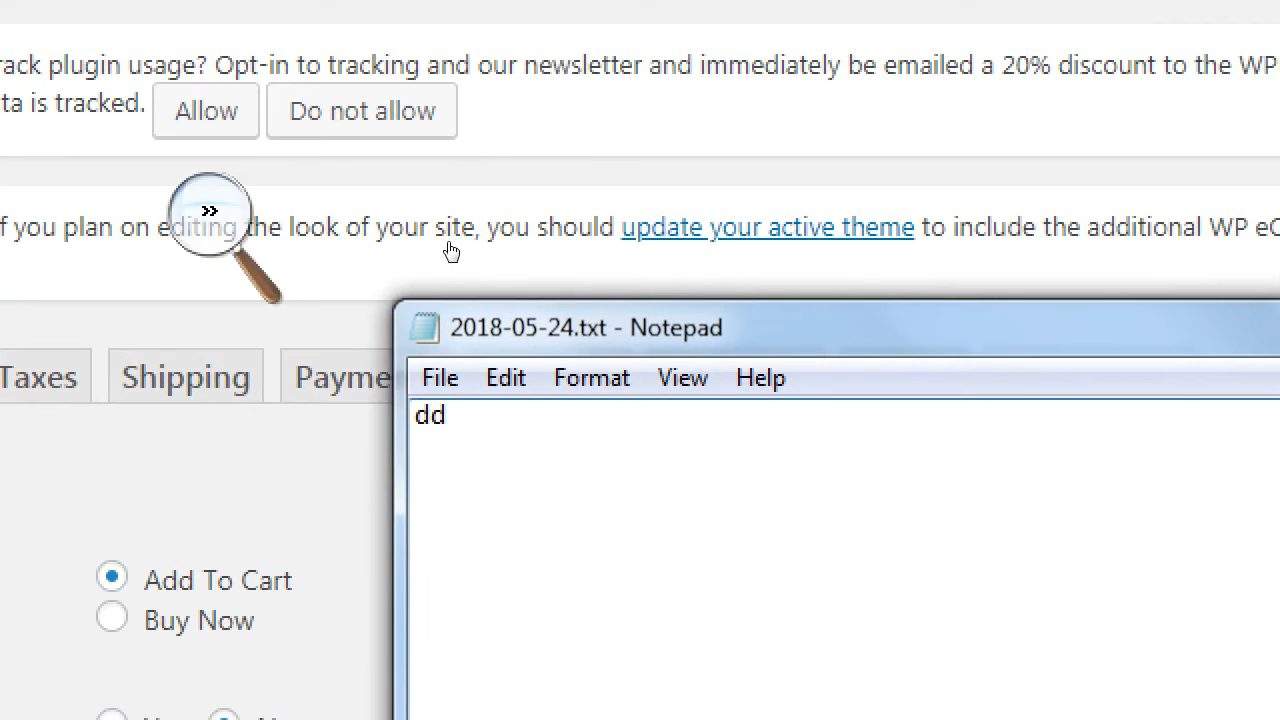 rack plugin usage? Opt-in to tracking and our newsletter and immediately be emailed a 20% discount to the WP
ta is tracked. Allow Do not allow
»
f you plan on editing the look of your site, you should update your active theme to include the additional WP eC
2018-05-24.txt - Notepad
Taxes Shipping Payme
File Edit Format View Help
dd
Add To Cart
Buy Now